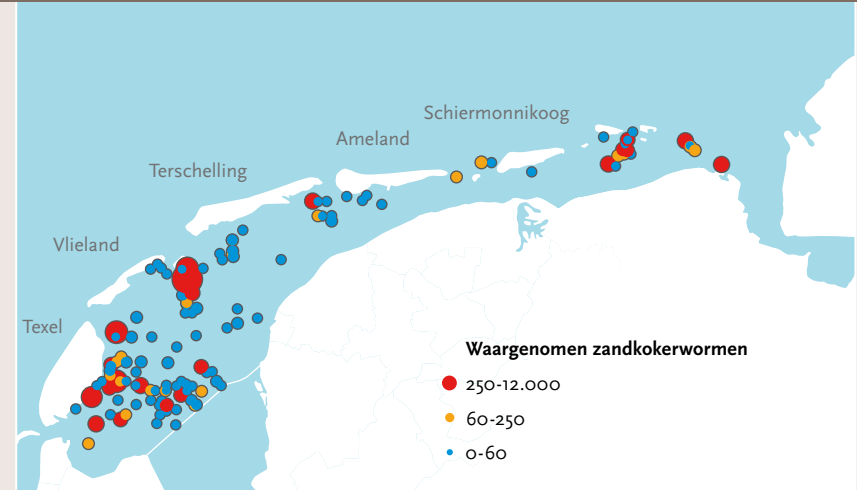 Schiermonnikoog
Ameland
Terschelling
Vlieland
Texel
Waargenomen zandkokerwormen
250-12.000
60-250
0-60